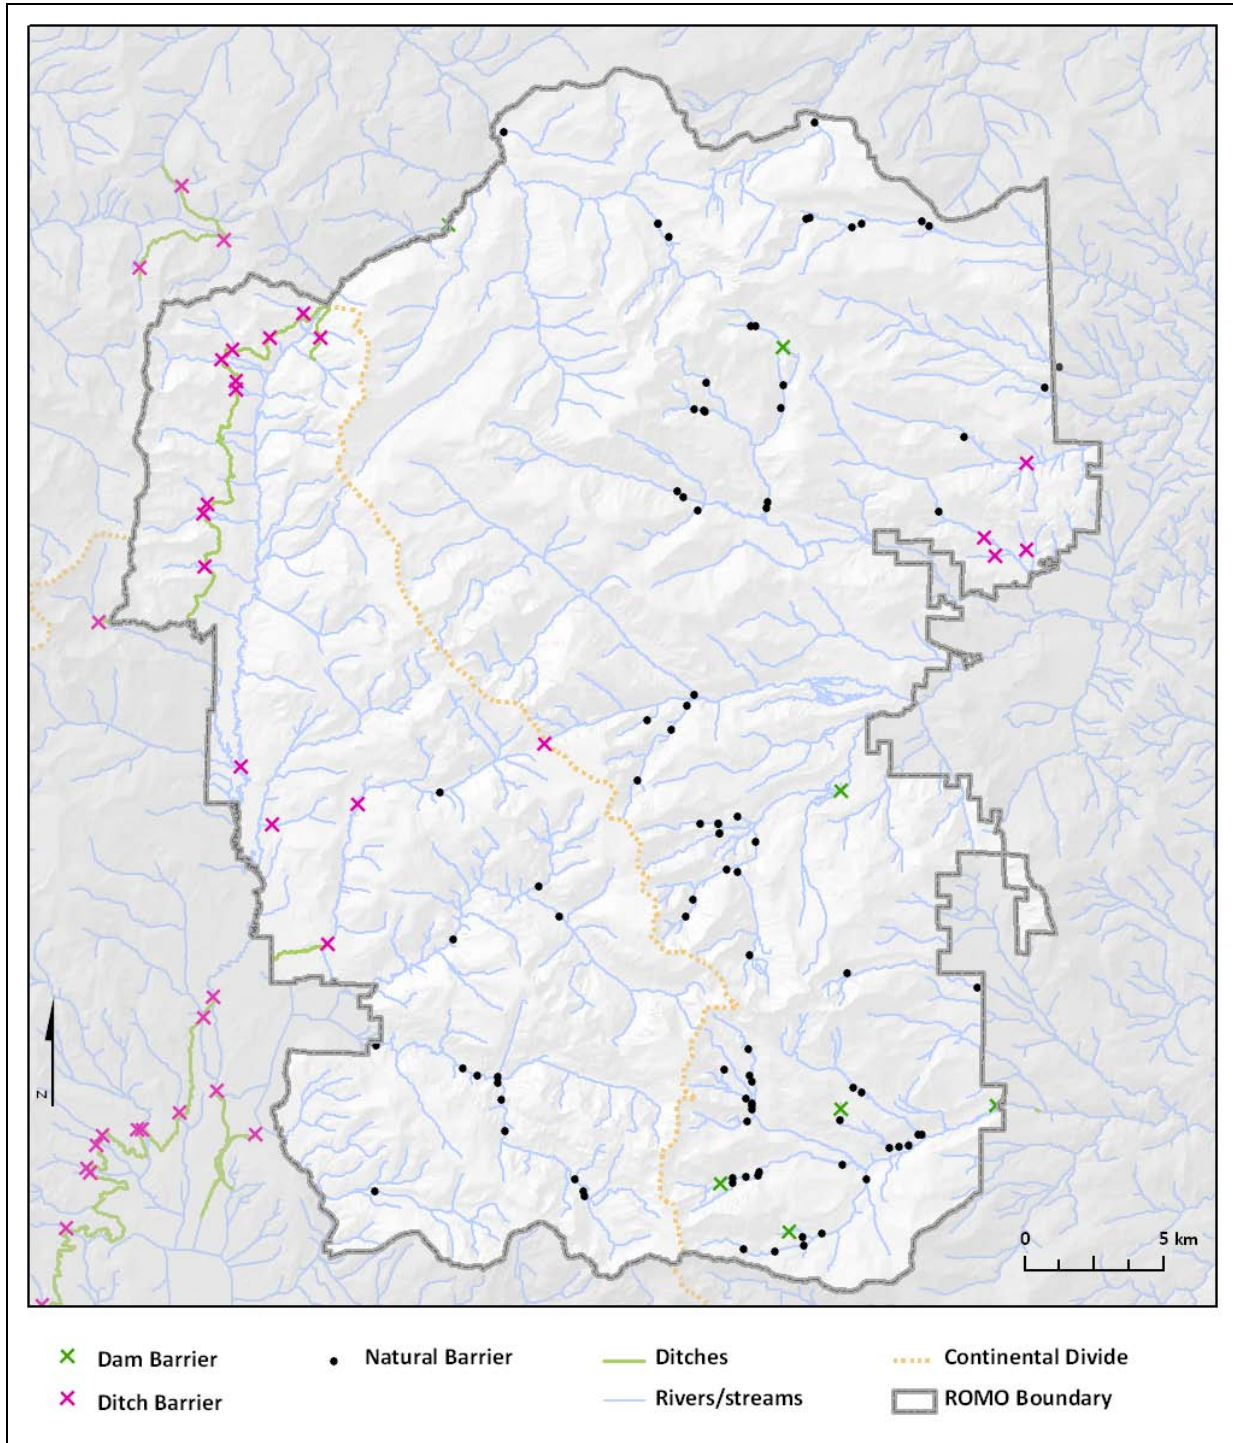 0 5 km
Z
Dam Barrier Natural Barrier Ditches Continental Divide
Ditch Barrier Rivers/streams ROMO Boundary